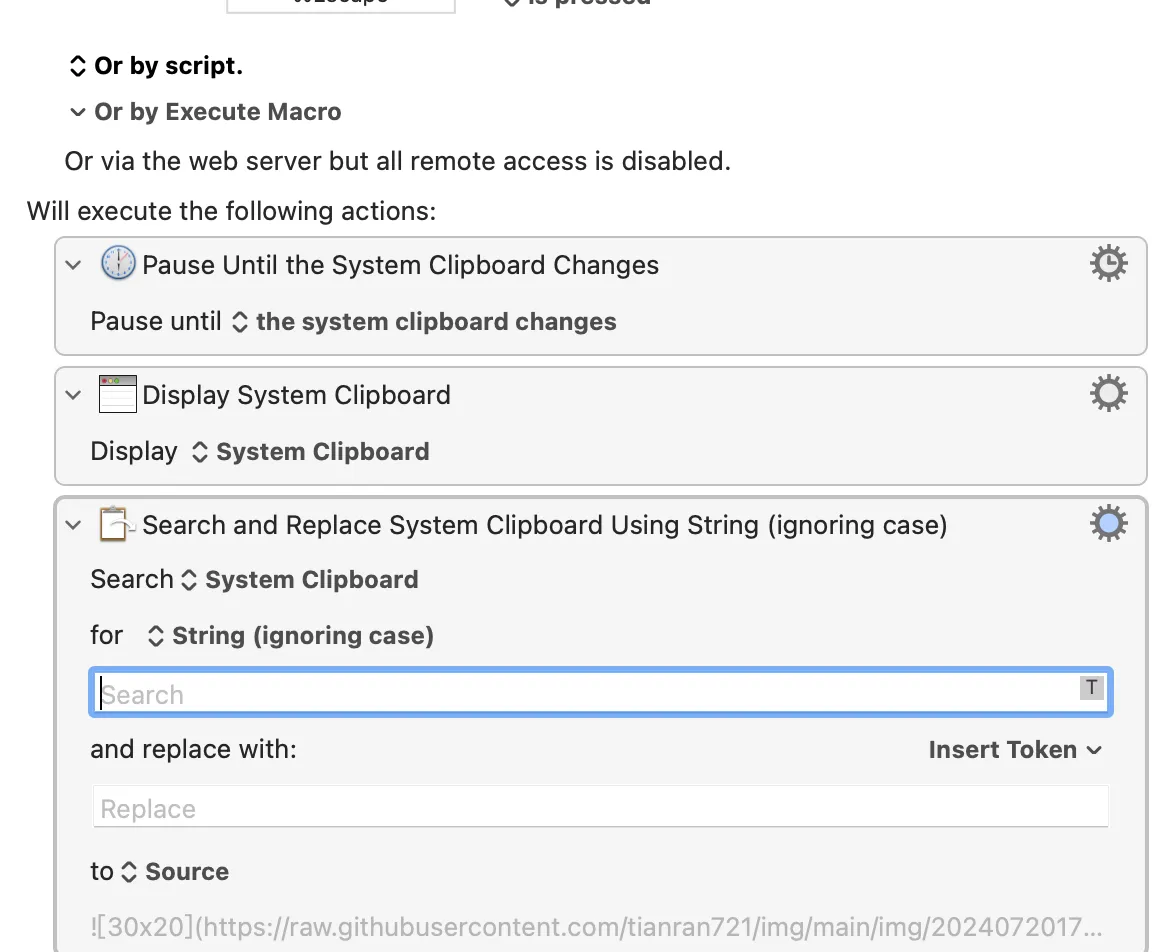 is pressed
Or by script.
Or by Execute Macro
Or via the web server but all remote access is disabled.
Will execute the following actions:
Pause Until the System Clipboard Changes
Pause until the system clipboard changes
Display System Clipboard
Display System Clipboard
Search and Replace System Clipboard Using String (ignoring case)
Search System Clipboard
for String (ignoring case)
Search T
and replace with: Insert Token
Replace
to Source
![30x20](https://raw.githubusercontent.com/tianran721/img/main/img/2024072017...